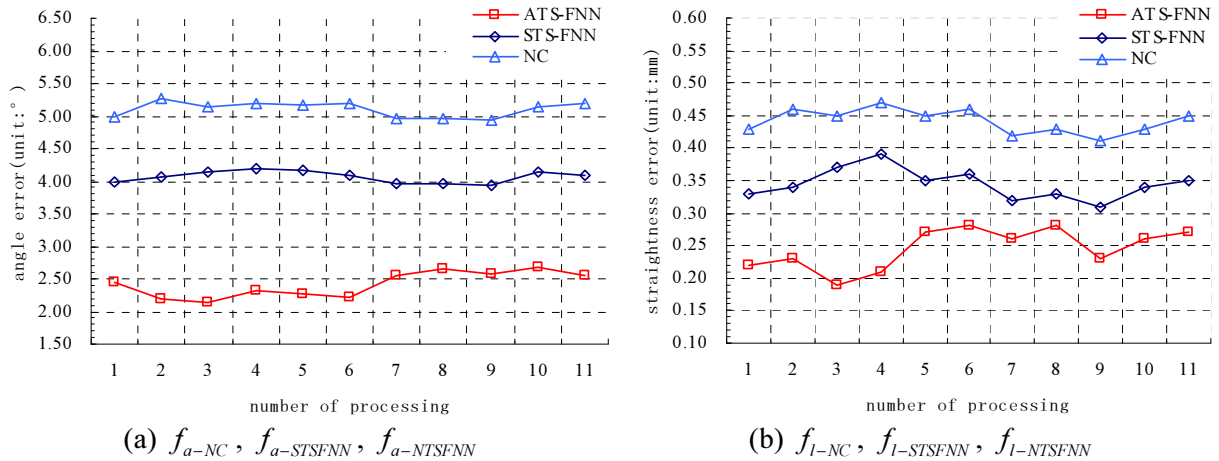 ATS-FNN
STS-FNN
NC
angle error(unit:°)
6.50
6.00
5.50
5.00
4.50
4.00
3.50
3.00
2.50
2.00
1.50
1 2 3 4 5 6 7 8 9 10 11
number of processing
(a) f_{a-NC} , f_{a-STSFNN} , f_{a-NTSFNN}
ATS-FNN
STS-FNN
NC
straightness error(unit:mm)
0.60
0.55
0.50
0.45
0.40
0.35
0.30
0.25
0.20
0.15
0.10
1 2 3 4 5 6 7 8 9 10 11
number of processing
(b) f_{l-NC} , f_{l-STSFNN} , f_{l-NTSFNN}